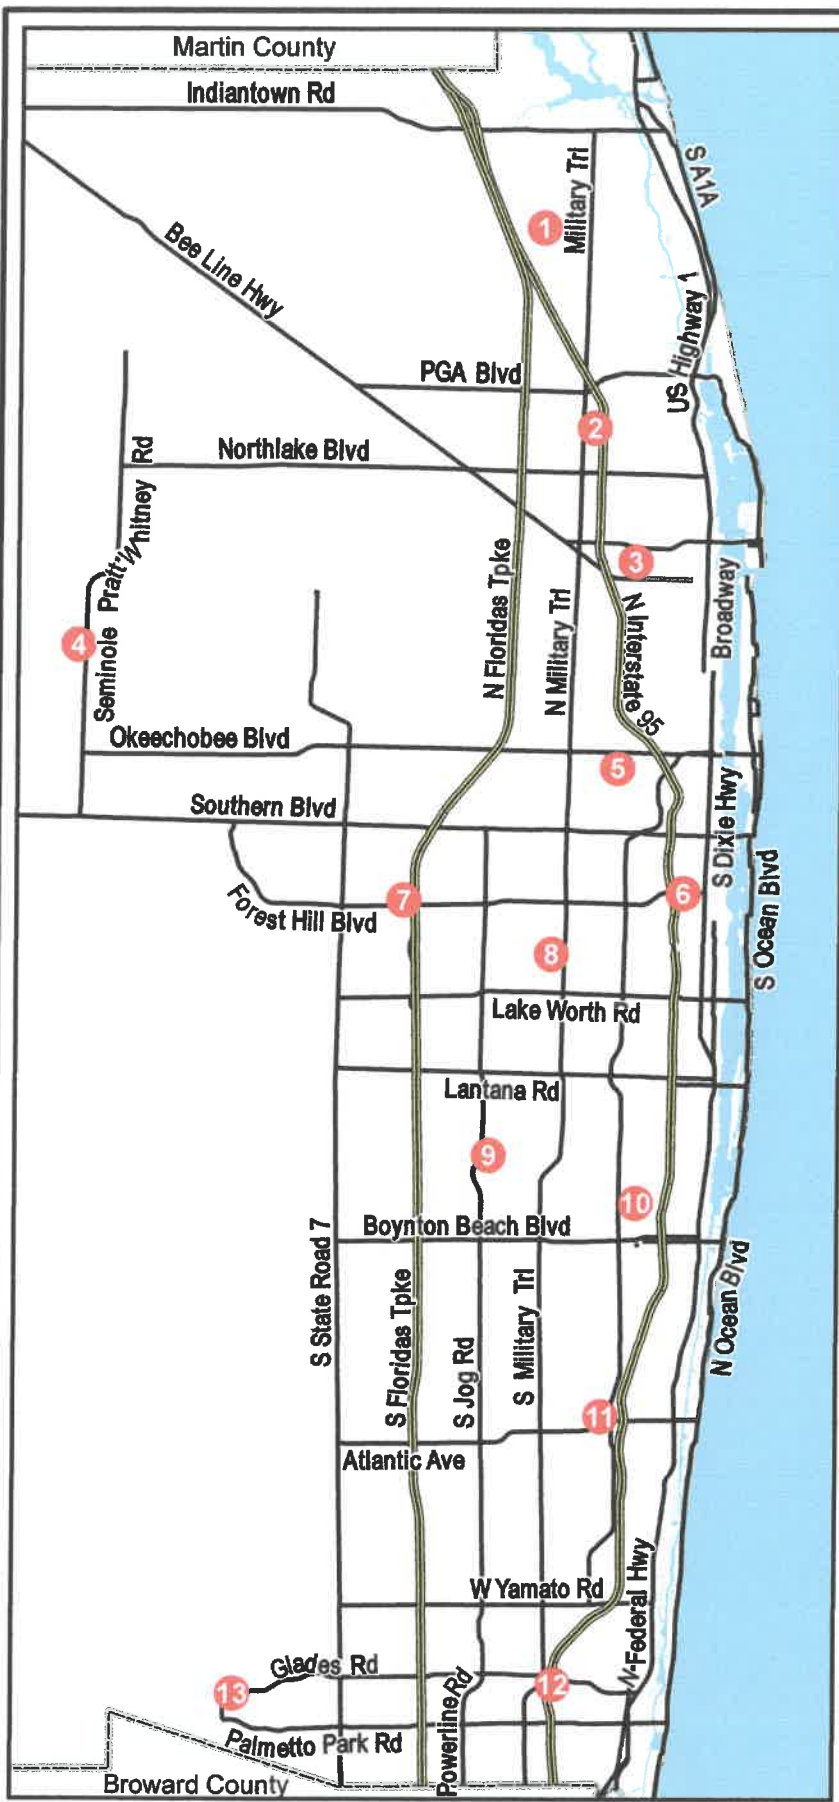 Martin County
Indiantown Rd
Military Trl
S A1A
1
Bee Line Hwy
US Highway 1
PGA Blvd
2
Northlake Blvd
Seminole Pratt Whitney Rd
3
N Floridas Tpke
N Military Trl
N Interstate 95
Broadway
4
Okeechobee Blvd
5
Southern Blvd
S Dixie Hwy
S Ocean Blvd
7
6
Forest Hill Blvd
8
Lake Worth Rd
Lantana Rd
9
10
Boynton Beach Blvd
S State Road 7
S Floridas Tpke
S Jog Rd
S Military Trl
N Ocean Blvd
11
Atlantic Ave
W Yamato Rd
N Federal Hwy
Glades Rd
13
12
Powerline Rd
Palmetto Park Rd
Broward County